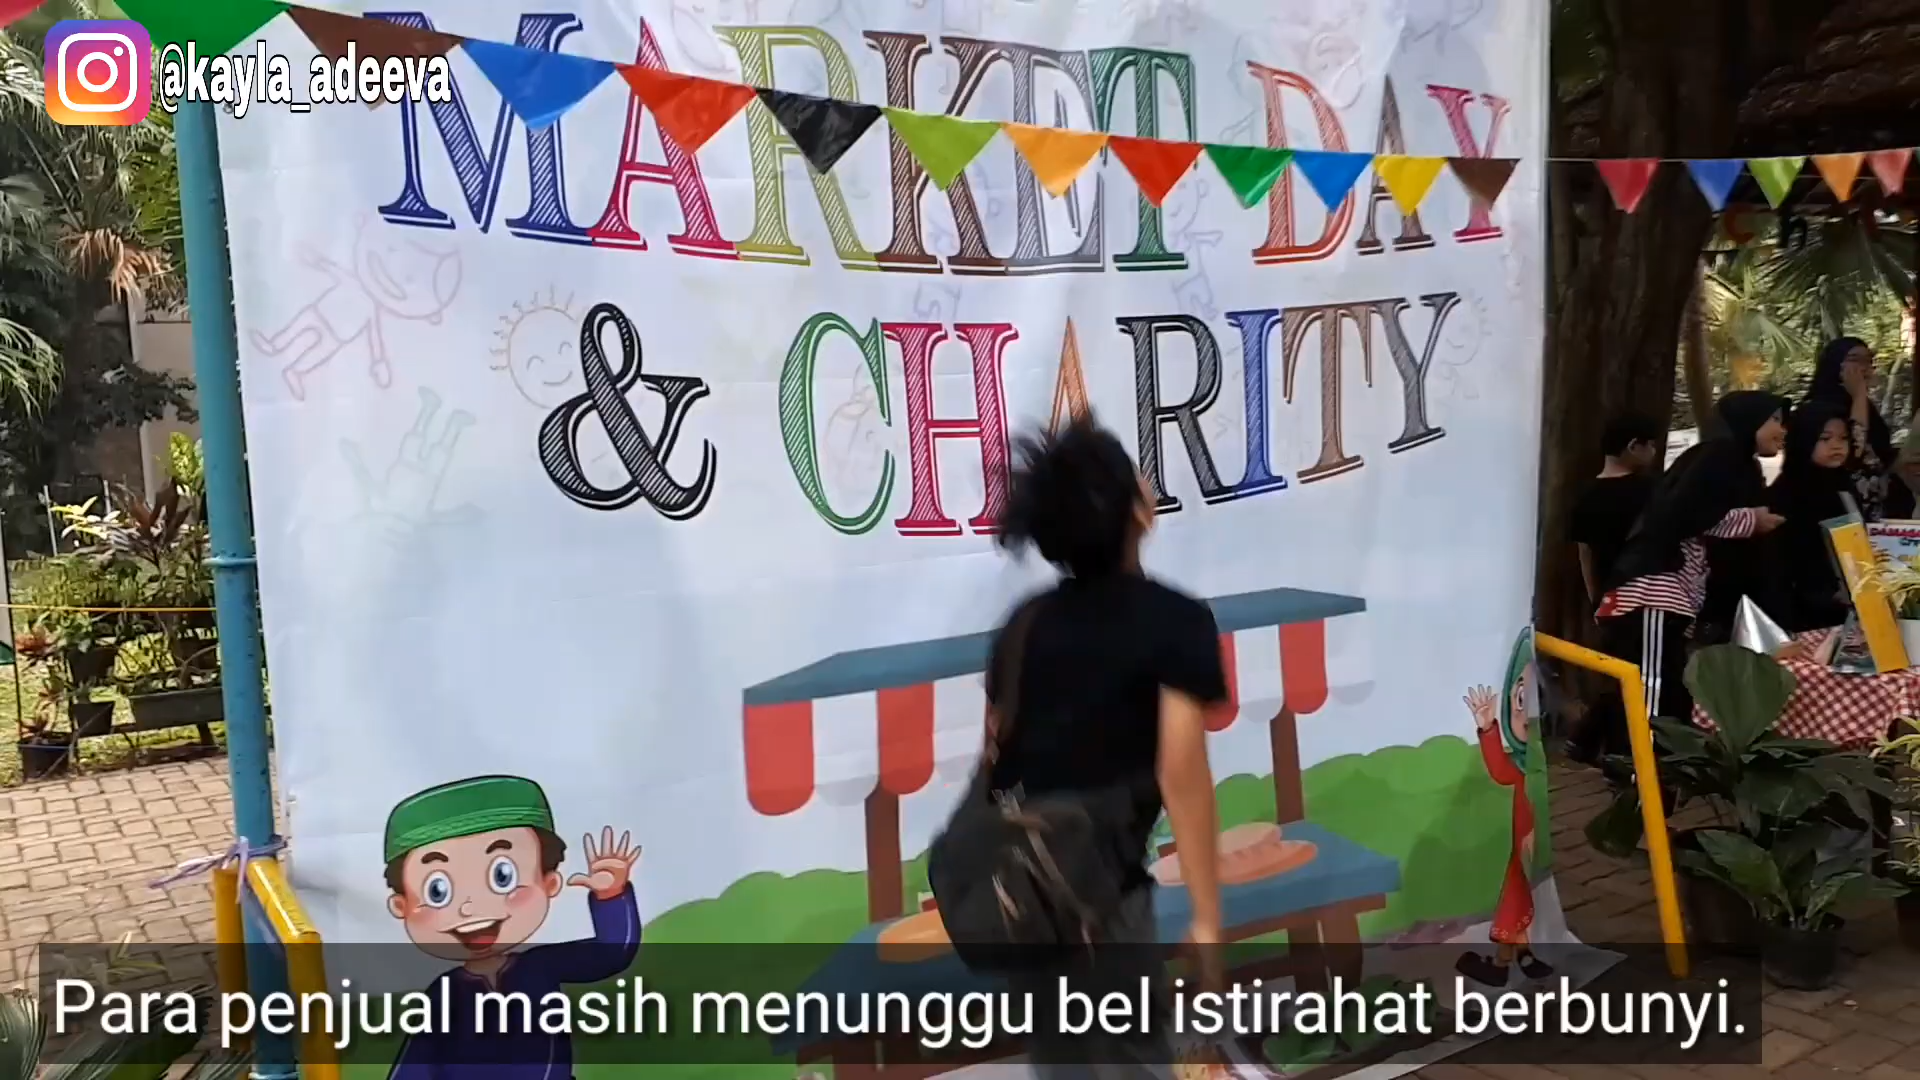 @kayla_adeeva
MARKET DAY
& CHARITY
Para penjual masih menunggu bel istirahat berbunyi.